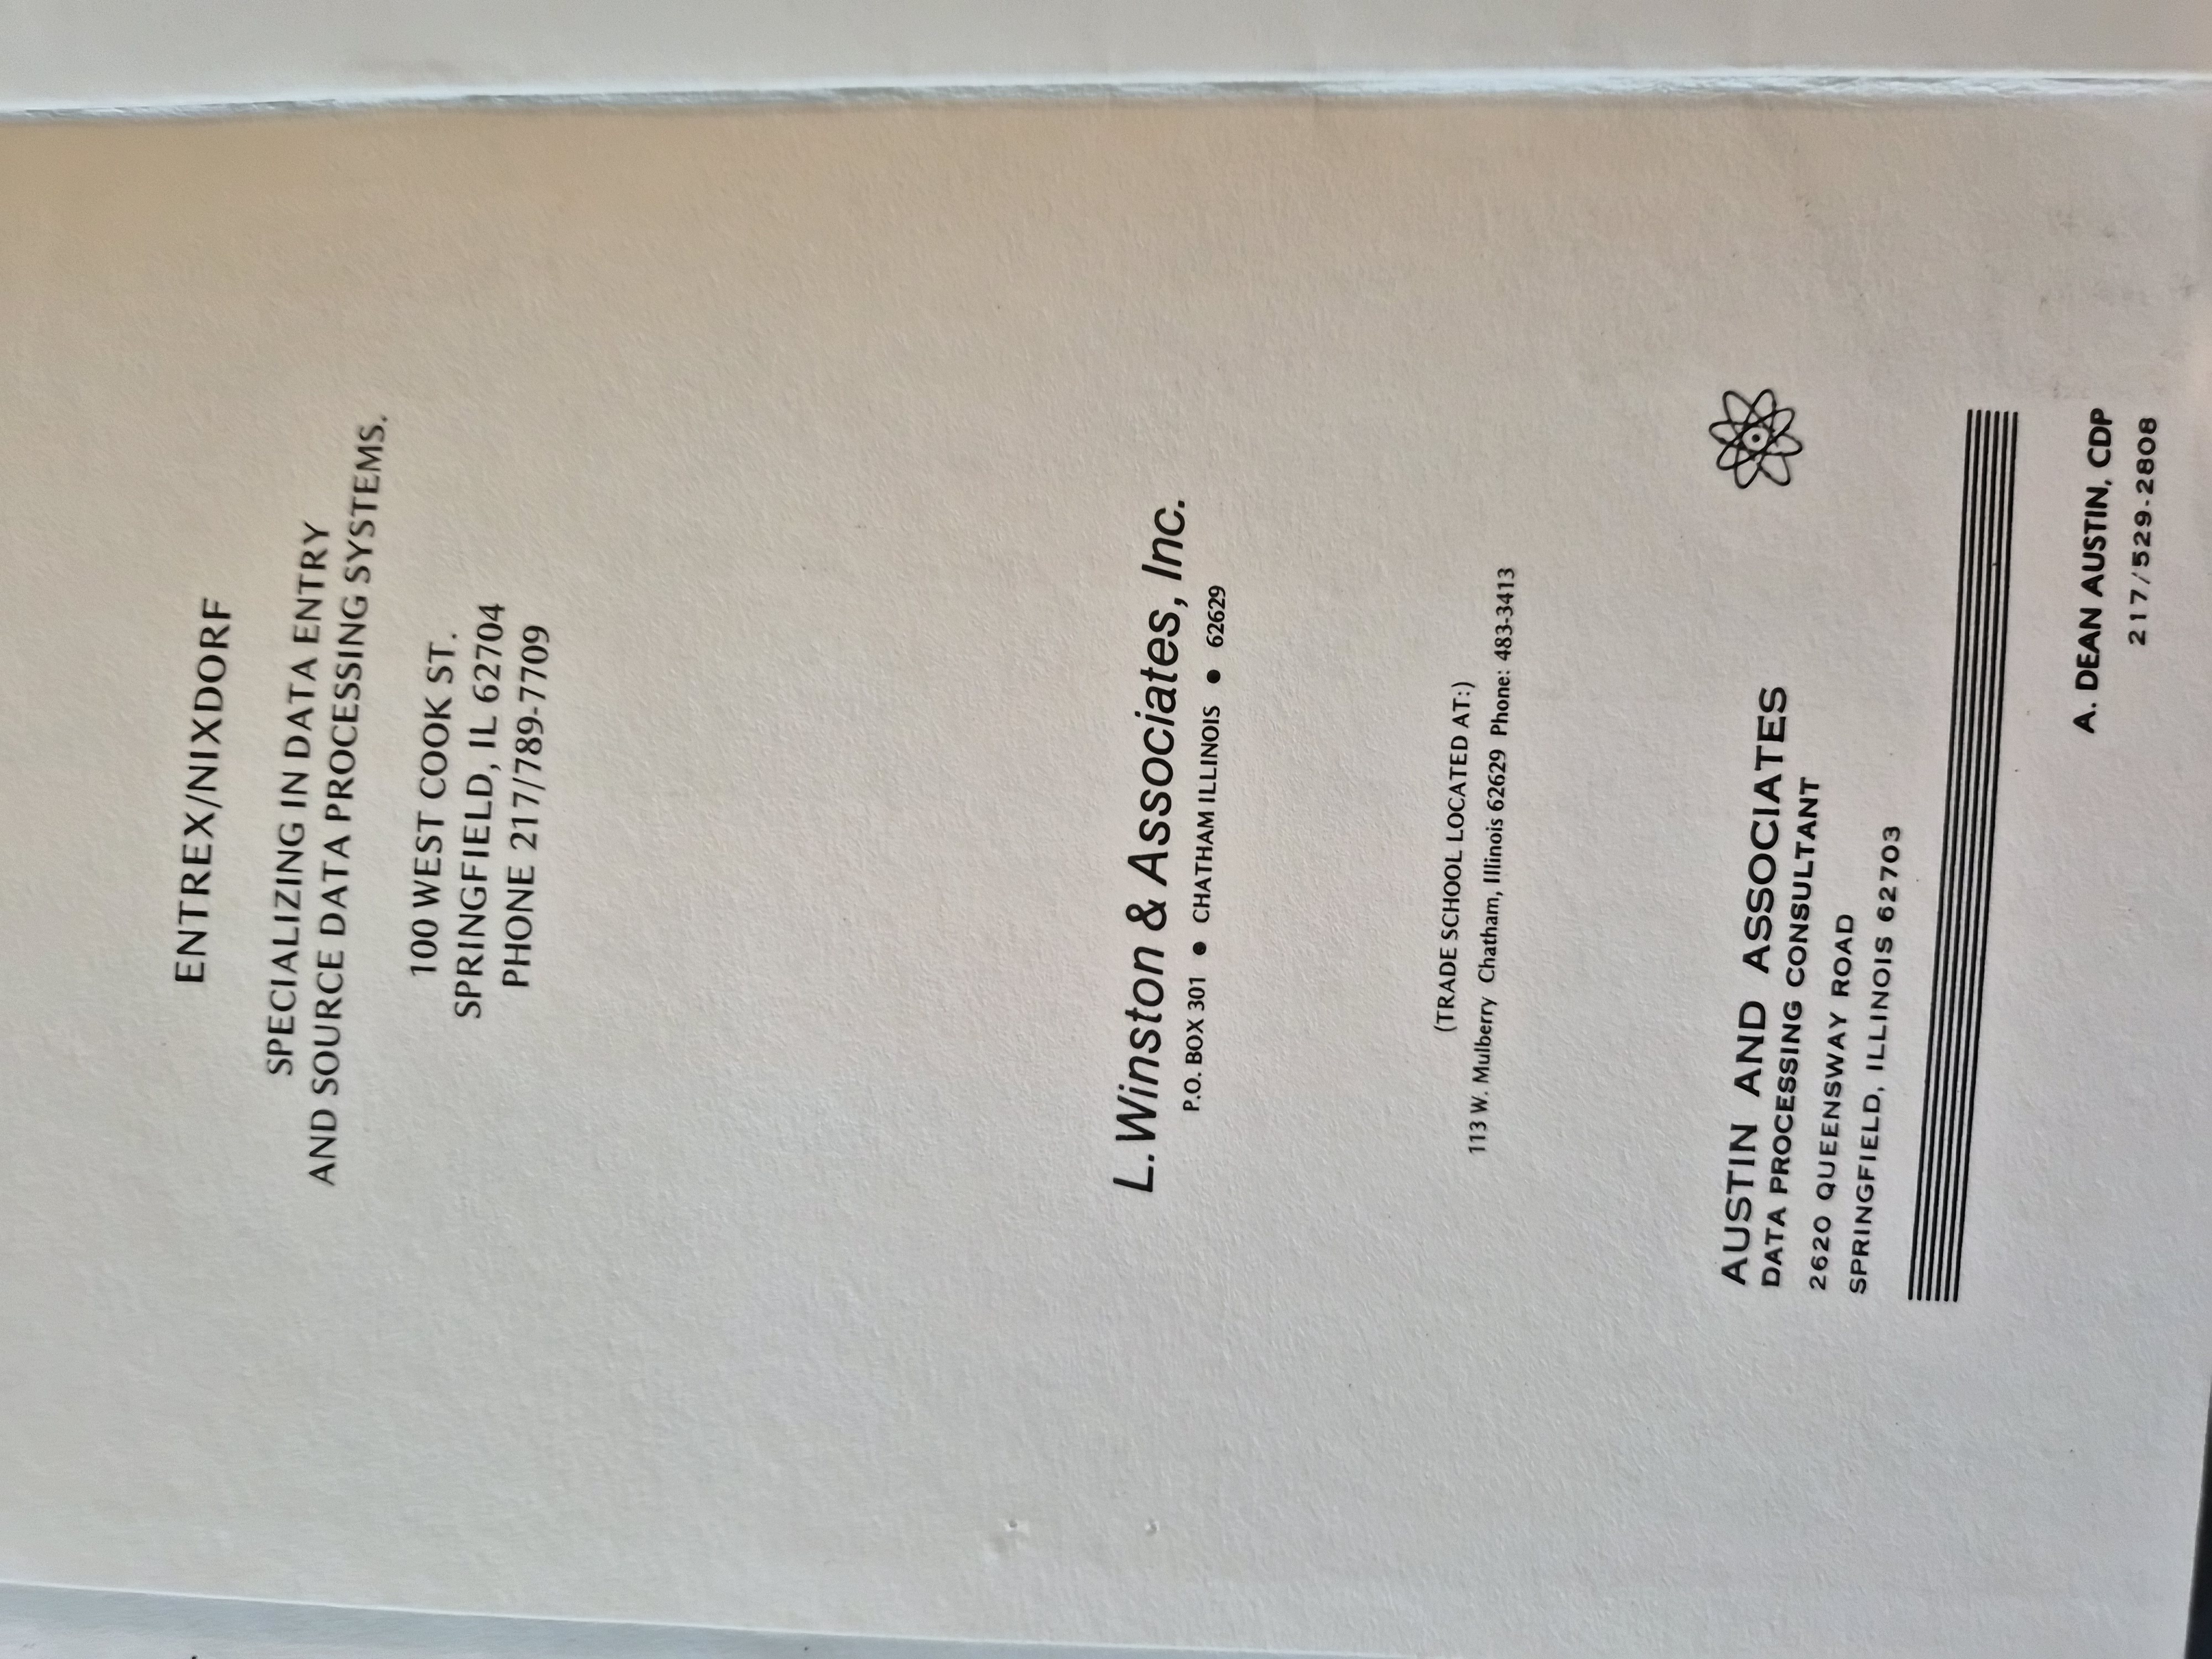 ENTREX/NIXDORF
SPECIALIZING IN DATA ENTRY
AND SOURCE DATA PROCESSING SYSTEMS.
100 WEST COOK ST.
SPRINGFIELD, IL 62704
PHONE 217/789-7709
L. Winston & Associates, Inc.
P.O. BOX 301 • CHATHAM ILLINOIS • 62629
(TRADE SCHOOL LOCATED AT:)
113 W. Mulberry Chatham, Illinois 62629 Phone: 483-3413
AUSTIN AND ASSOCIATES
DATA PROCESSING CONSULTANT
2620 QUEENSWAY ROAD
SPRINGFIELD, ILLINOIS 62703
A. DEAN AUSTIN, CDP
217/529-2808